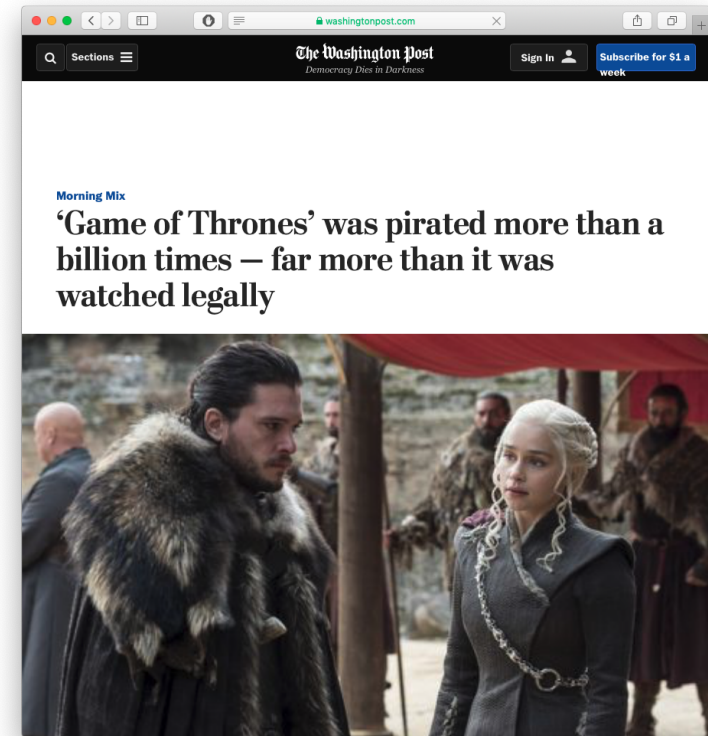 washingtonpost.com
Sections
The Washington Post
Democracy Dies in Darkness
Sign In
Subscribe for $1 a
week
Morning Mix
‘Game of Thrones’ was pirated more than a
billion times — far more than it was
watched legally